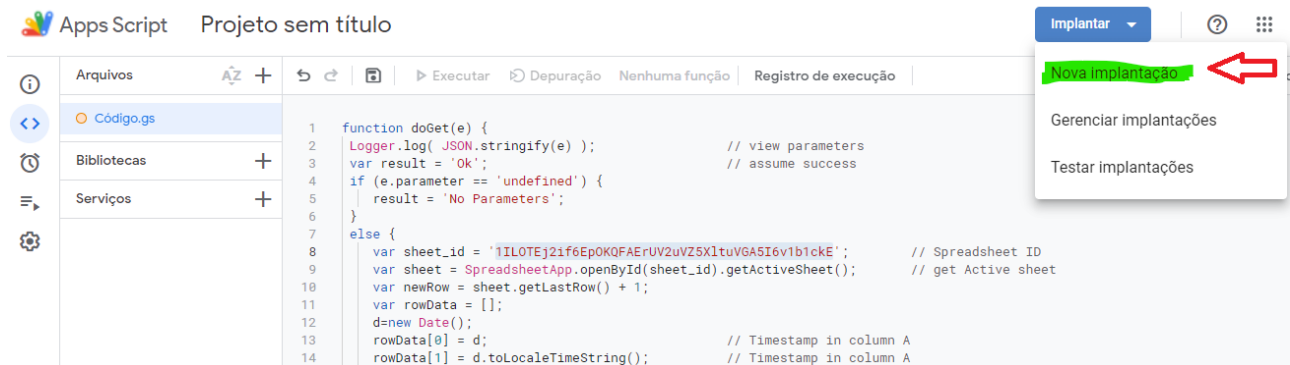 Apps Script Projeto sem título Implantar
Arquivos AZ Executar Depuração Nenhuma função Registro de execução
Nova implantação
Gerenciar implantações
Testar implantações
Código.gs
Bibliotecas
Serviços
1 function doGet(e) {
2 Logger.log( JSON.stringify(e) ); // view parameters
3 var result = 'Ok'; // assume success
4 if (e.parameter == 'undefined') {
5 result = 'No Parameters';
6 }
7 else {
8 var sheet_id = '1ILOTEj2if6EpOKQFAErUV2uVZ5XltuVGA5I6v1b1ckE'; // Spreadsheet ID
9 var sheet = SpreadsheetApp.openById(sheet_id).getActiveSheet(); // get Active sheet
10 var newRow = sheet.getLastRow() + 1;
11 var rowData = [];
12 d=new Date();
13 rowData[0] = d; // Timestamp in column A
14 rowData[1] = d.toLocaleTimeString(); // Timestamp in column A